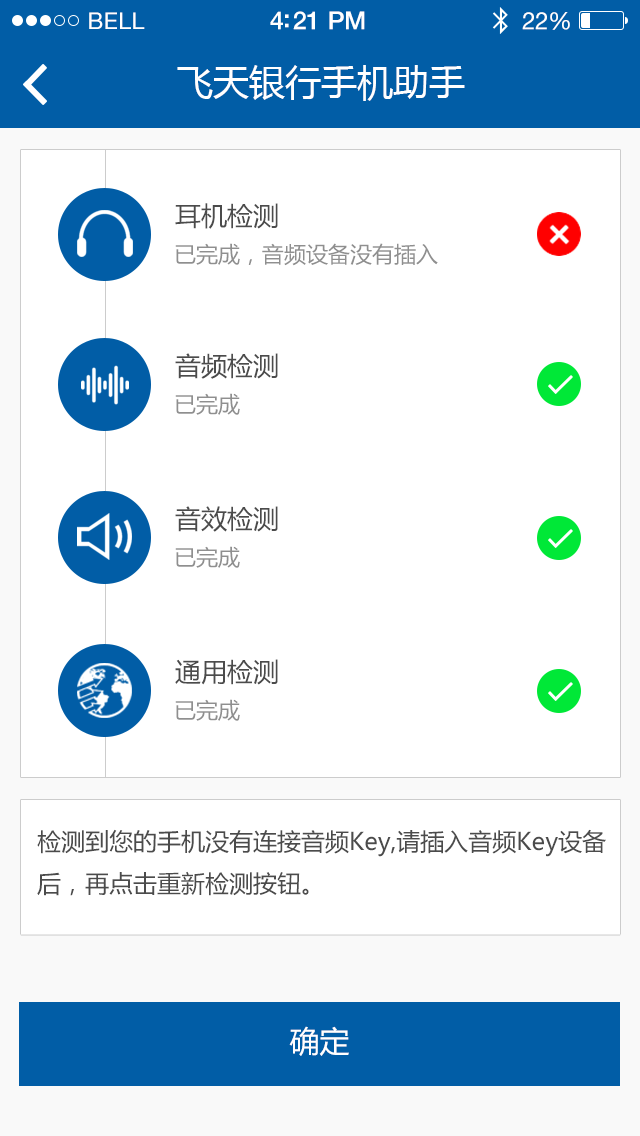 BELL 4:21 PM 22%
飞天银行手机助手
耳机检测
已完成，音频设备没有插入
音频检测
已完成
音效检测
已完成
通用检测
已完成
检测到您的手机没有连接音频Key,请插入音频Key设备
后，再点击重新检测按钮。
确定